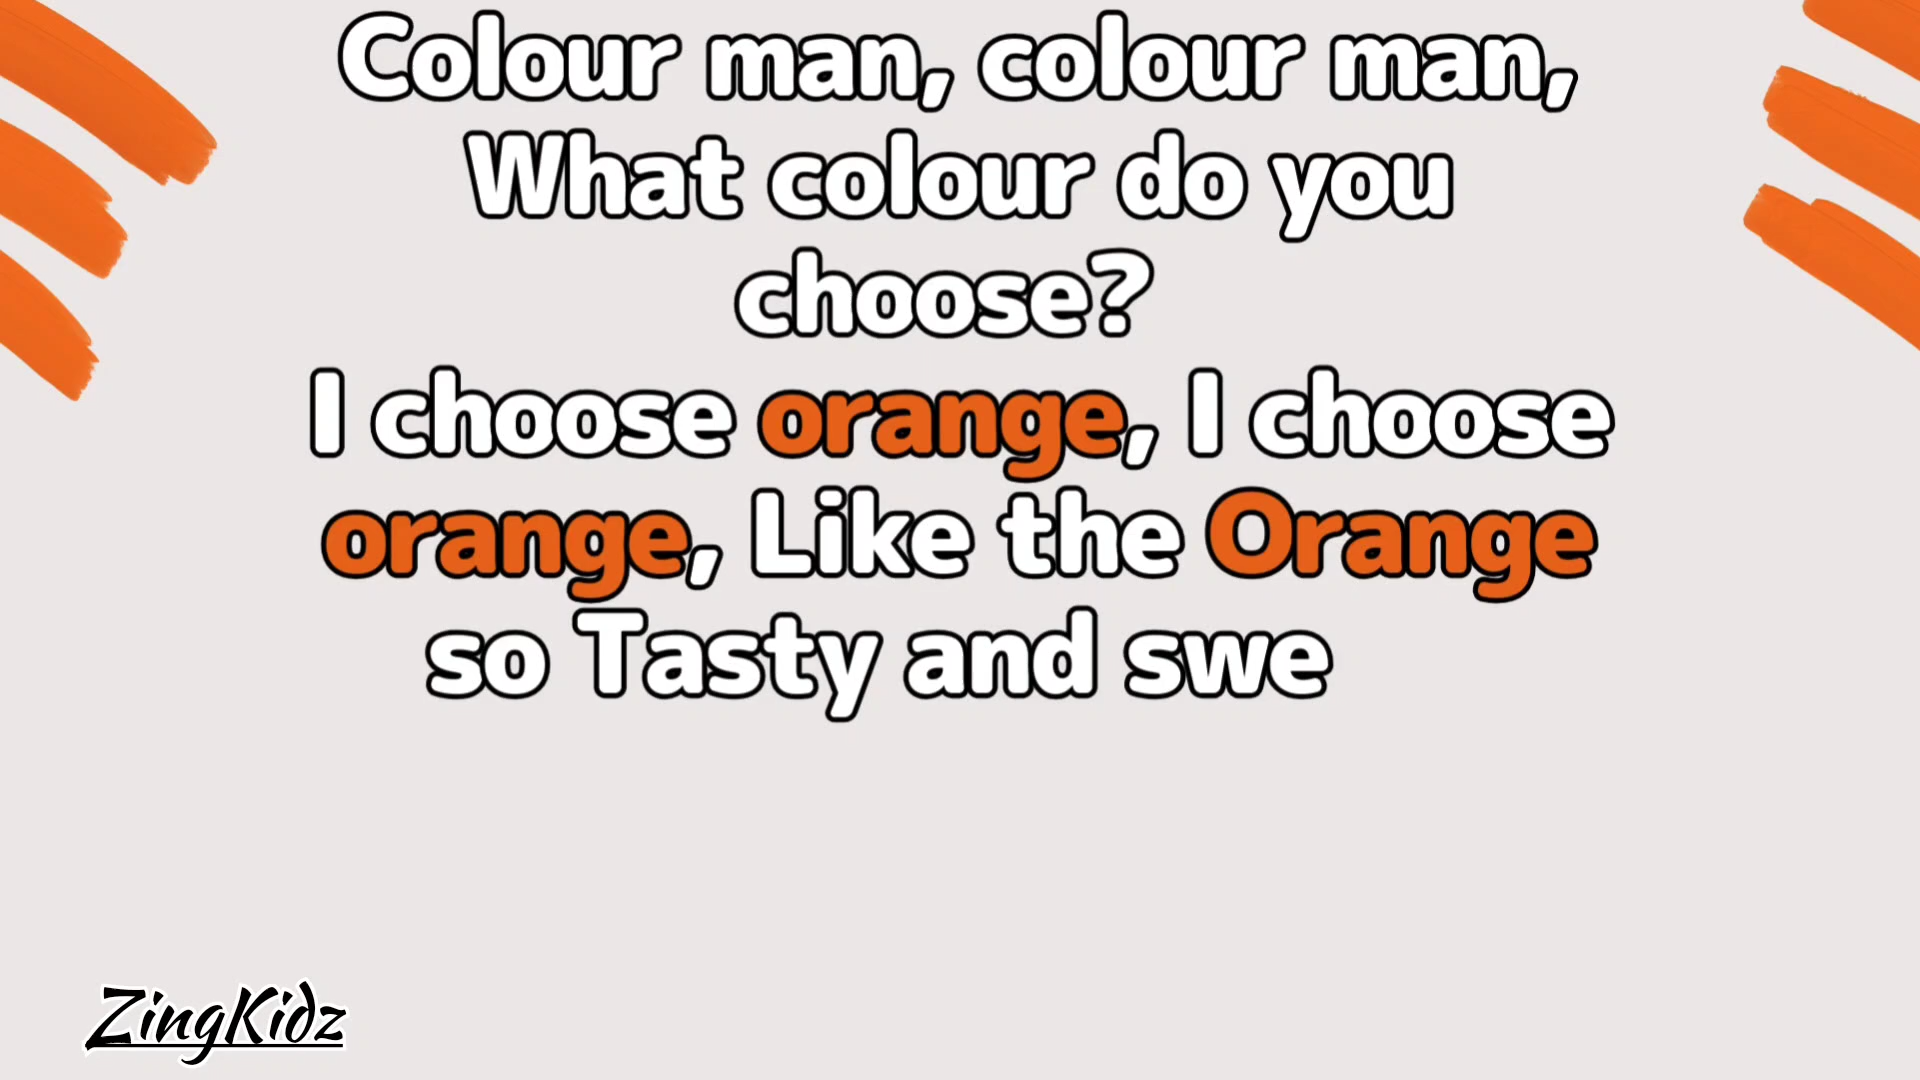 Colour man, colour man,
What colour do you
choose?
I choose orange, I choose
orange, Like the Orange
so Tasty and swe
ZingKidz